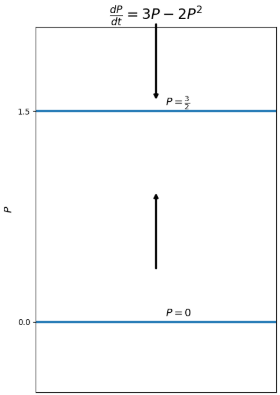 dP/dt = 3P − 2P²
P = 3/2
1.5
P
P = 0
0.0